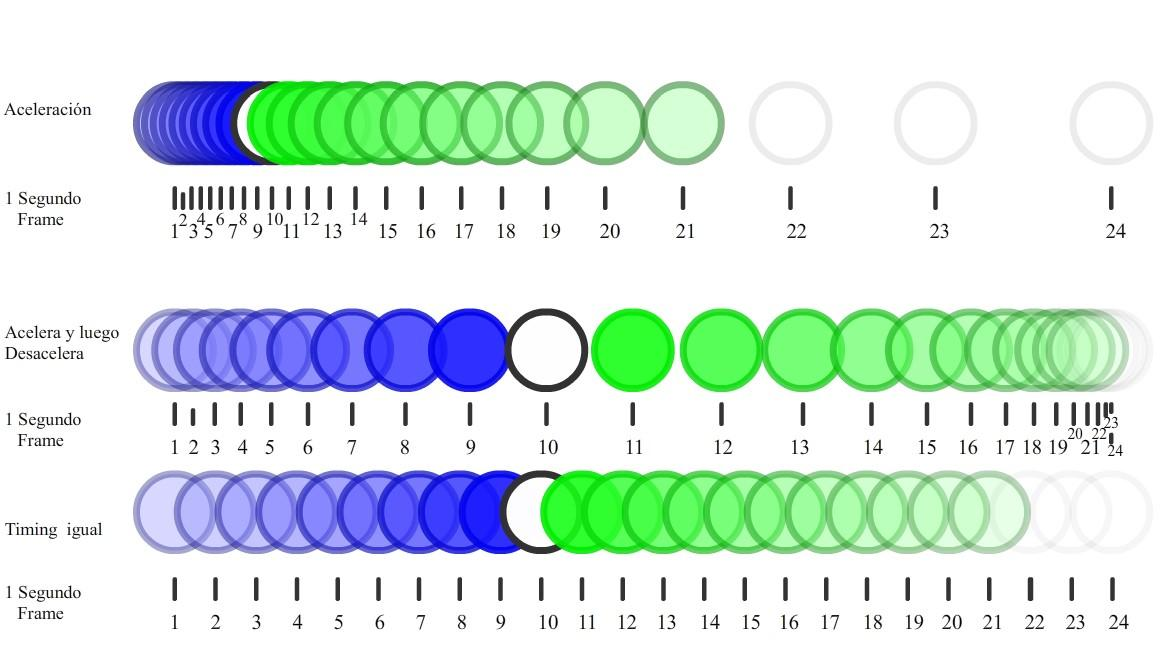 Aceleración
1 Segundo
Frame
1 2 3 4 5 6 7 8 9 10 11 12 13 14 15 16 17 18 19 20 21 22 23 24
Acelera y luego
Desacelera
1 Segundo
Frame
1 2 3 4 5 6 7 8 9 10 11 12 13 14 15 16 17 18 19 20 21 22 23 24
Timing igual
1 Segundo
Frame
1 2 3 4 5 6 7 8 9 10 11 12 13 14 15 16 17 18 19 20 21 22 23 24